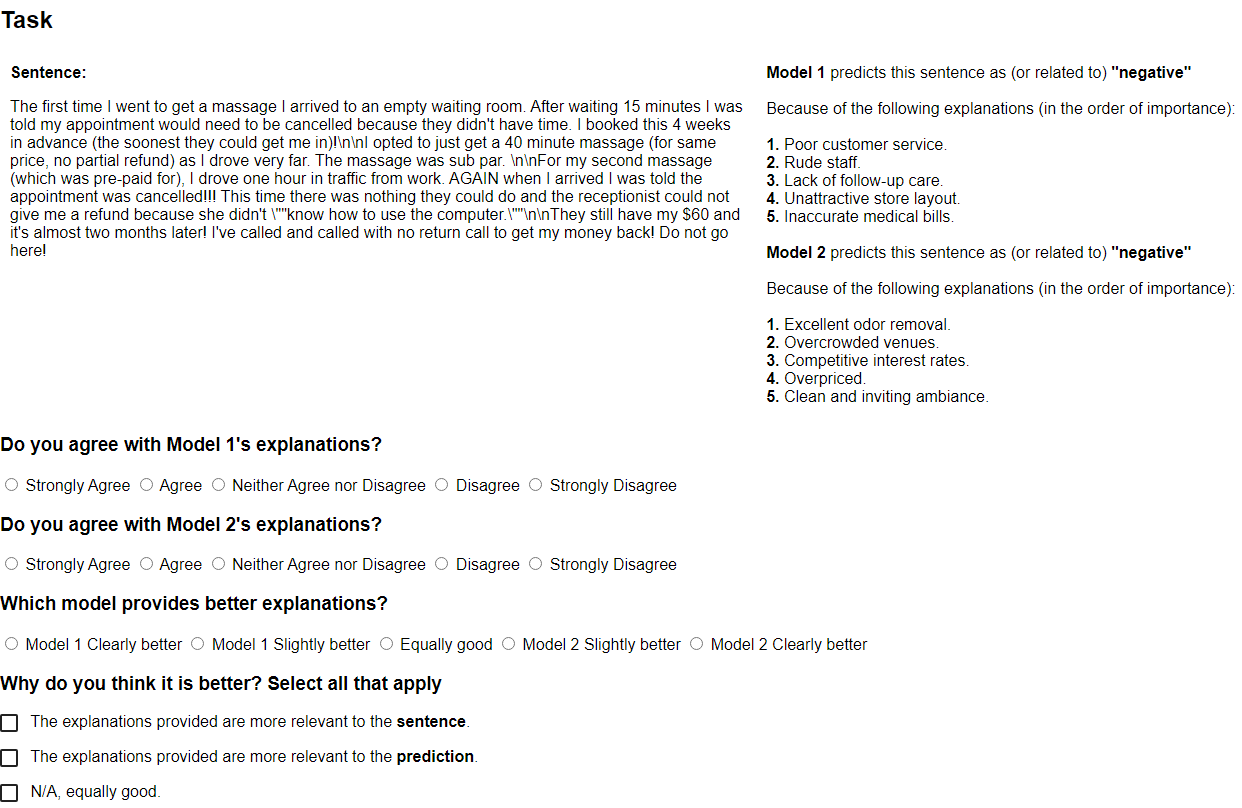 Task
Sentence:
The first time I went to get a massage I arrived to an empty waiting room. After waiting 15 minutes I was
told my appointment would need to be cancelled because they didn't have time. I booked this 4 weeks
in advance (the soonest they could get me in)!\n\nI opted to just get a 40 minute massage (for same
price, no partial refund) as I drove very far. The massage was sub par. \n\nFor my second massage
(which was pre-paid for), I drove one hour in traffic from work. AGAIN when I arrived I was told the
appointment was cancelled!!! This time there was nothing they could do and the receptionist could not
give me a refund because she didn't \""know how to use the computer.\""\n\nThey still have my $60 and
it's almost two months later! I've called and called with no return call to get my money back! Do not go
here!
Model 1 predicts this sentence as (or related to) "negative"
Because of the following explanations (in the order of importance):
1. Poor customer service.
2. Rude staff.
3. Lack of follow-up care.
4. Unattractive store layout.
5. Inaccurate medical bills.
Model 2 predicts this sentence as (or related to) "negative"
Because of the following explanations (in the order of importance):
1. Excellent odor removal.
2. Overcrowded venues.
3. Competitive interest rates.
4. Overpriced.
5. Clean and inviting ambiance.
Do you agree with Model 1's explanations?
Strongly Agree Agree Neither Agree nor Disagree Disagree Strongly Disagree
Do you agree with Model 2's explanations?
Strongly Agree Agree Neither Agree nor Disagree Disagree Strongly Disagree
Which model provides better explanations?
Model 1 Clearly better Model 1 Slightly better Equally good Model 2 Slightly better Model 2 Clearly better
Why do you think it is better? Select all that apply
The explanations provided are more relevant to the sentence.
The explanations provided are more relevant to the prediction.
N/A, equally good.